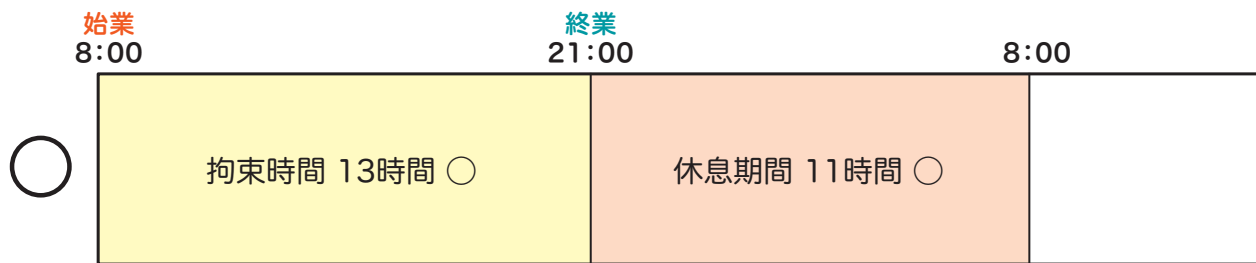 始業
終業
8:00
21:00
8:00
拘束時間 13時間 ○
休息期間 11時間 ○